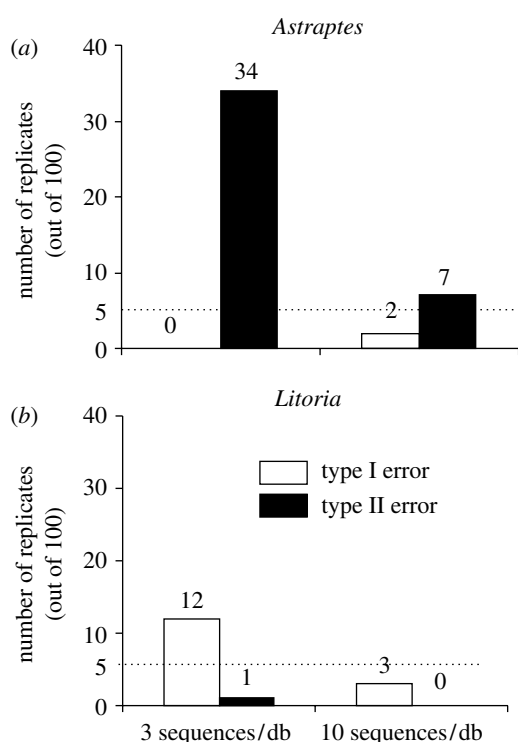 Astraptes
(a)
number of replicates
(out of 100)
40
30
20
10
5
0
0
34
2
7
Litoria
(b)
number of replicates
(out of 100)
40
30
20
10
5
0
type I error
type II error
12
1
3
0
3 sequences/db 10 sequences/db